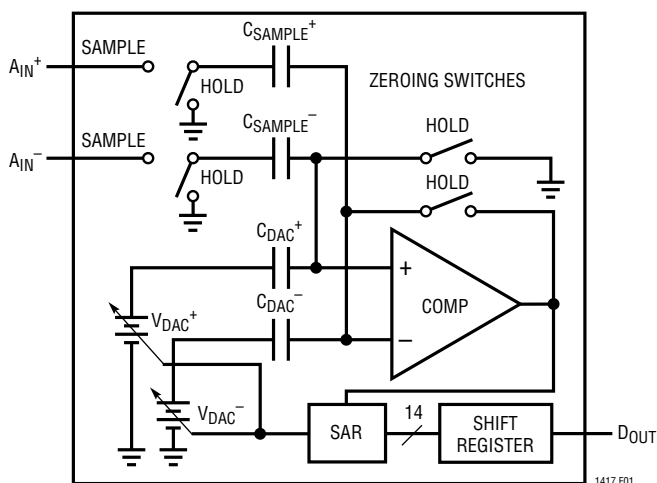 CSAMPLE+
SAMPLE
AIN+
ZEROING SWITCHES
HOLD
CSAMPLE–
HOLD
SAMPLE
AIN–
HOLD
HOLD
CDAC+
+
COMP
CDAC–
–
VDAC+
VDAC–
14
SAR
SHIFT
REGISTER
DOUT
1417 F01